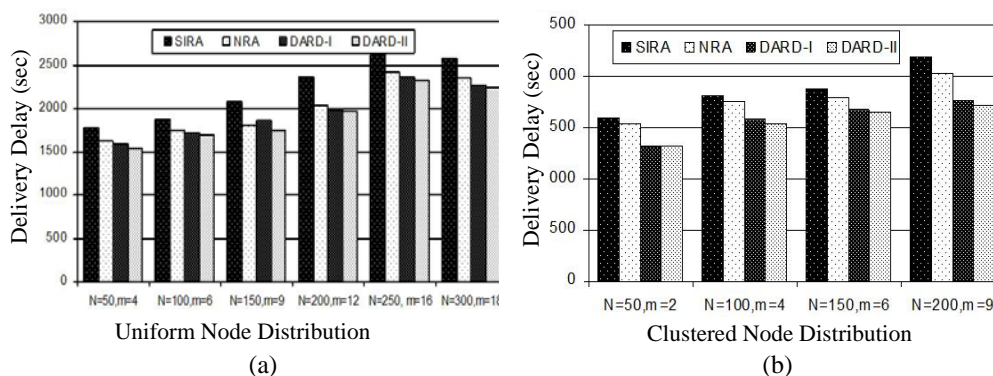 3000
2500
2000
1500
1000
500
0
Delivery Delay (sec)
SIRA NRA DARD-I DARD-II
N=50,m=4 N=100,m=6 N=150,m=9 N=200,m=12 N=250, m=16 N=300,m=18
Uniform Node Distribution
(a)
500
000
500
000
500
0
Delivery Delay (sec)
SIRA NRA DARD-I DARD-II
N=50,m=2 N=100,m=4 N=150,m=6 N=200,m=9
Clustered Node Distribution
(b)